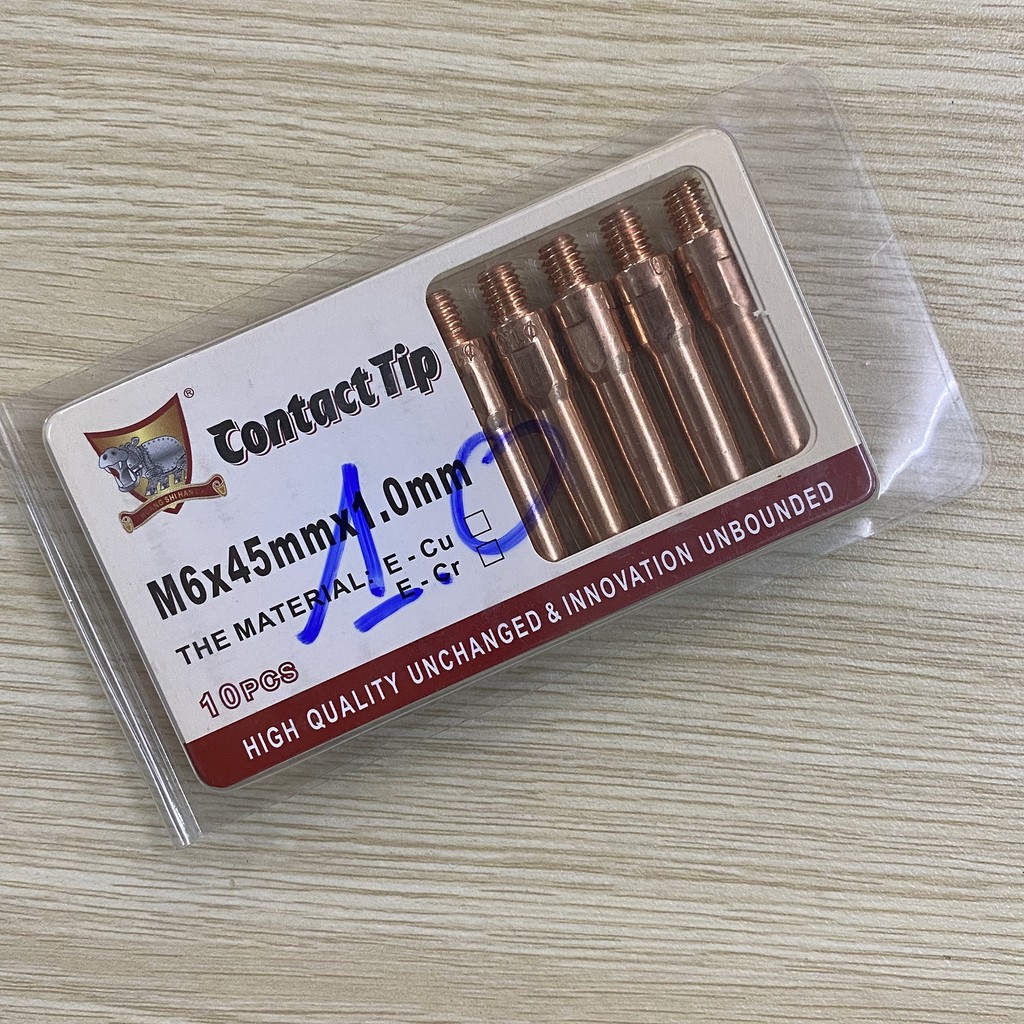 ®
Contact Tip
M6x45mmx1.0mm
THE MATERIAL: E - Cu
E - Cr
10PCS
HIGH QUALITY UNCHANGED & INNOVATION UNBOUNDED
1.0